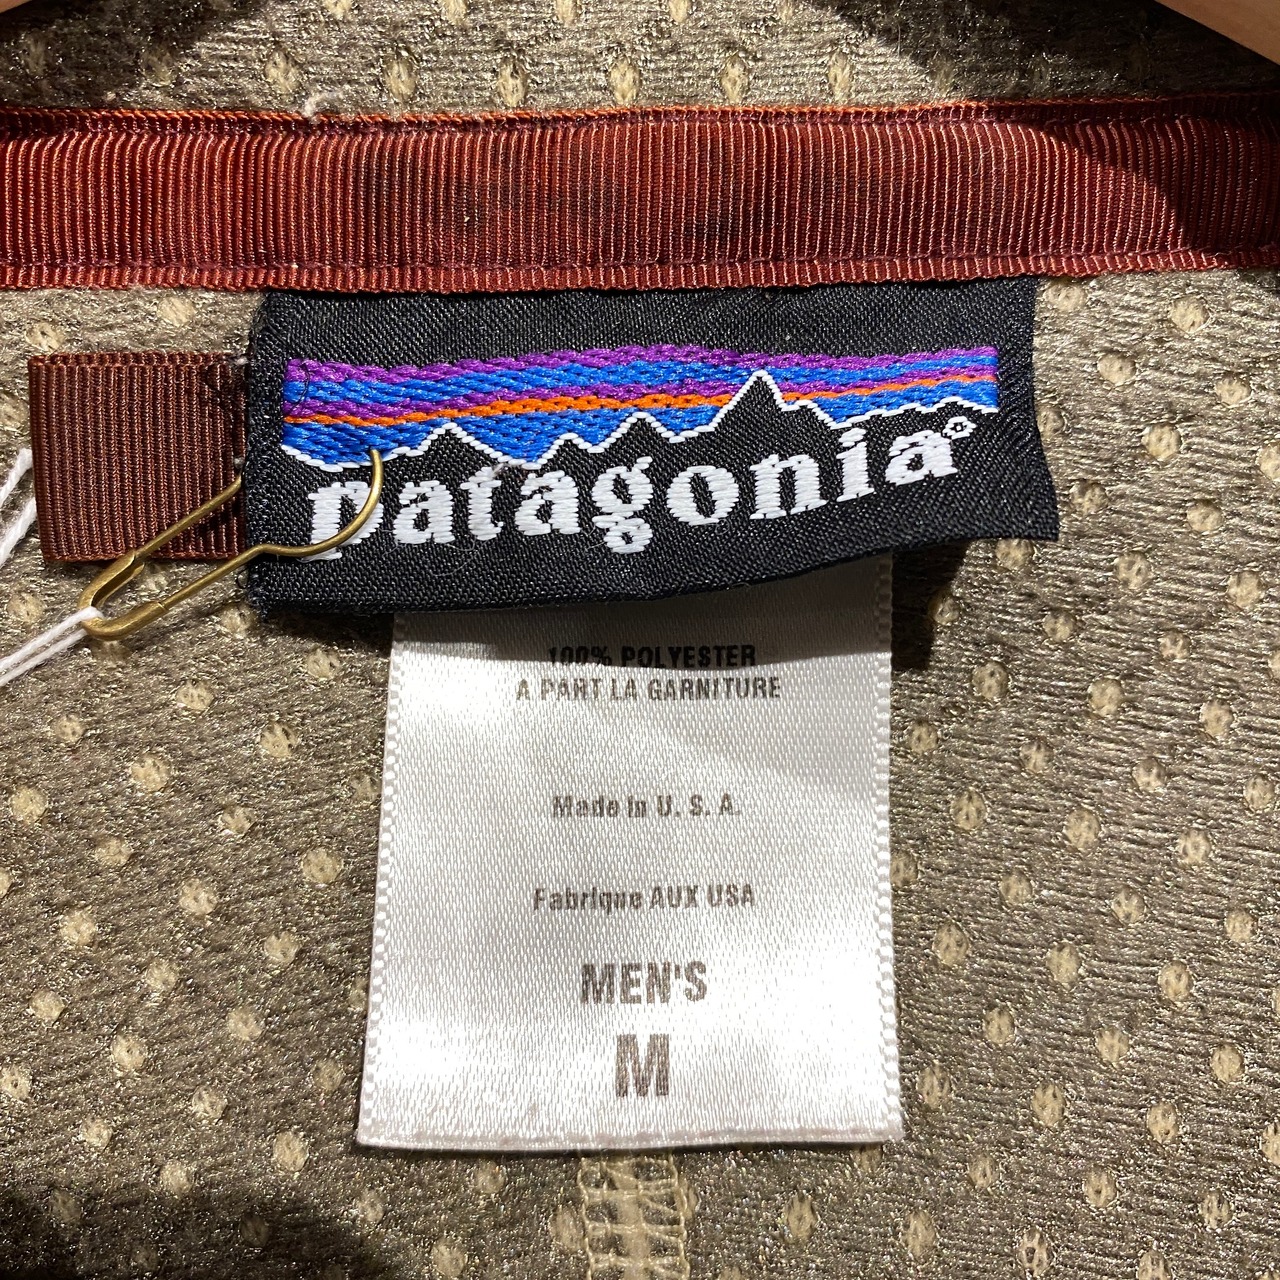 patagonia®
100% POLYESTER
A PART LA GARNITURE
Made in U. S. A.
Fabrique AUX USA
MEN'S
M